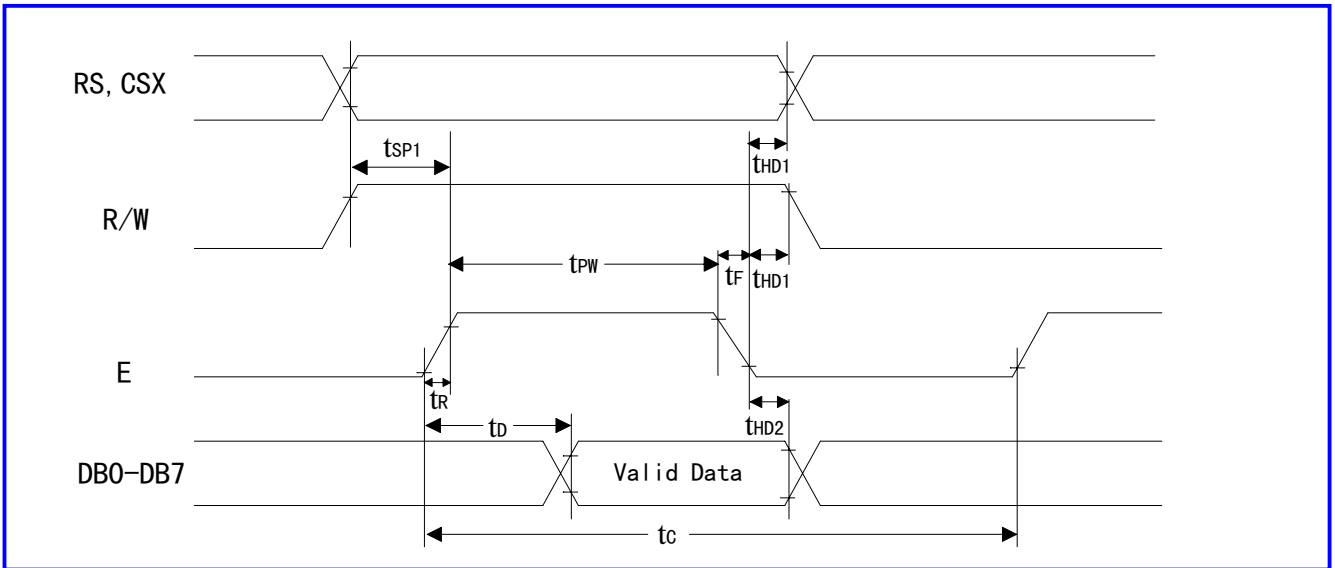 RS, CSX
tSP1
tHD1
R/W
tPW
tF
tHD1
E
tR
tD
tHD2
DB0-DB7
Valid Data
tC